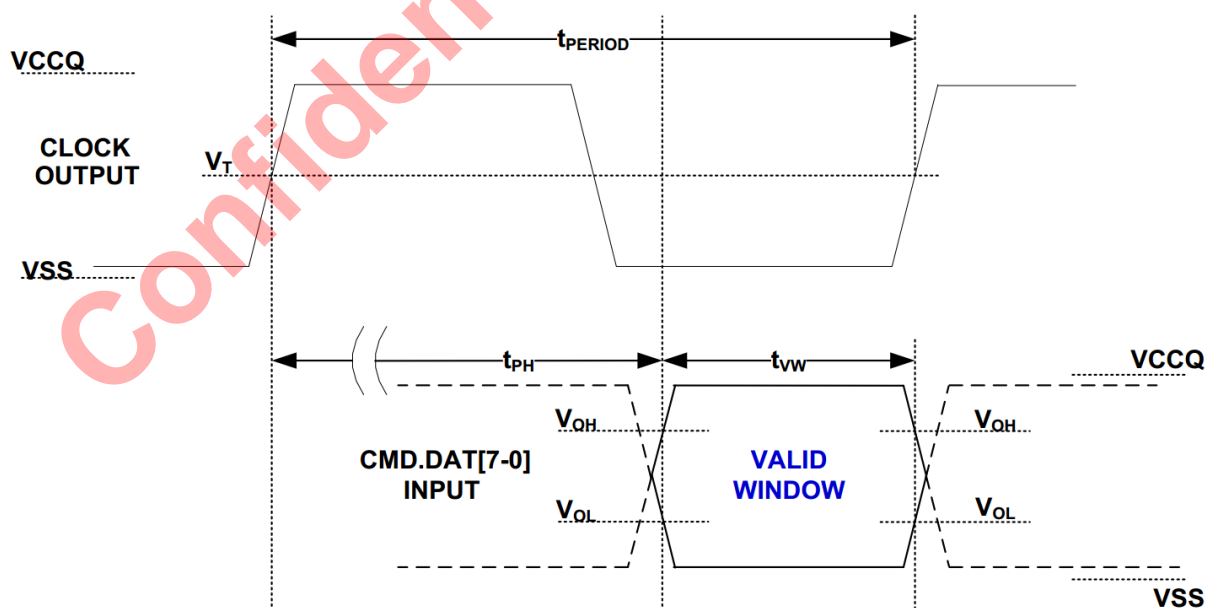 tPERIOD
VCCQ
CLOCK
OUTPUT
VT
VSS
tPH
tVW
VCCQ
VOH
VOH
CMD.DAT[7-0]
INPUT
VALID
WINDOW
VOL
VOL
VSS
Confiden